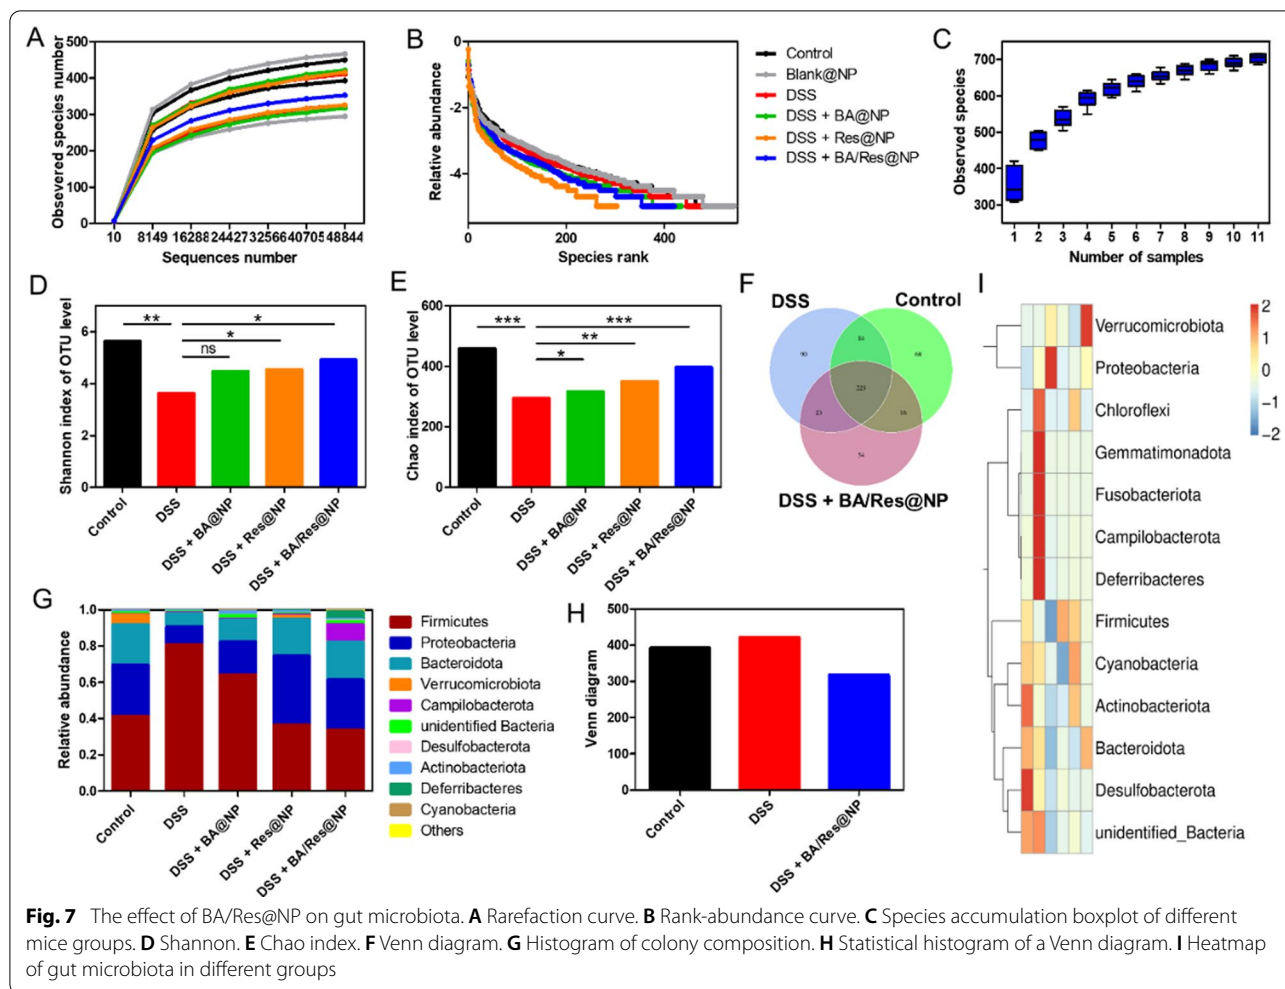 A
Obsevered species number
500
400
300
200
100
0
10 8149 16288 24427 32566 40705 48844
Sequences number
B
Relative abundance
0
-2
-4
0 200 400
Species rank
Control
Blank@NP
DSS
DSS + BA@NP
DSS + Res@NP
DSS + BA/Res@NP
C
Observed species
700
600
500
400
300
1 2 3 4 5 6 7 8 9 10 11
Number of samples
D
Shannon index of OTU level
6
4
2
0
** * * ns
Control
DSS
DSS + BA@NP
DSS + Res@NP
DSS + BA/Res@NP
E
Chao index of OTU level
600
400
200
0
*** *** ** *
Control
DSS
DSS + BA@NP
DSS + Res@NP
DSS + BA/Res@NP
F
DSS
Control
90 84 68
223
23 16
54
DSS + BA/Res@NP
G
Relative abundance
1.0
0.8
0.6
0.4
0.2
0.0
Control
DSS
DSS + BA@NP
DSS + Res@NP
DSS + BA/Res@NP
Firmicutes
Proteobacteria
Bacteroidota
Verrucomicrobiota
Campilobacterota
unidentified Bacteria
Desulfobacterota
Actinobacteriota
Deferribacteres
Cyanobacteria
Others
H
Venn diagram
500
400
300
200
100
0
Control
DSS
DSS + BA/Res@NP
I
2
1
0
-1
-2
Verrucomicrobiota
Proteobacteria
Chloroflexi
Gemmatimonadota
Fusobacteriota
Campilobacterota
Deferribacteres
Firmicutes
Cyanobacteria
Actinobacteriota
Bacteroidota
Desulfobacterota
unidentified_Bacteria
Fig. 7 The effect of BA/Res@NP on gut microbiota. A Rarefaction curve. B Rank-abundance curve. C Species accumulation boxplot of different
mice groups. D Shannon. E Chao index. F Venn diagram. G Histogram of colony composition. H Statistical histogram of a Venn diagram. I Heatmap
of gut microbiota in different groups